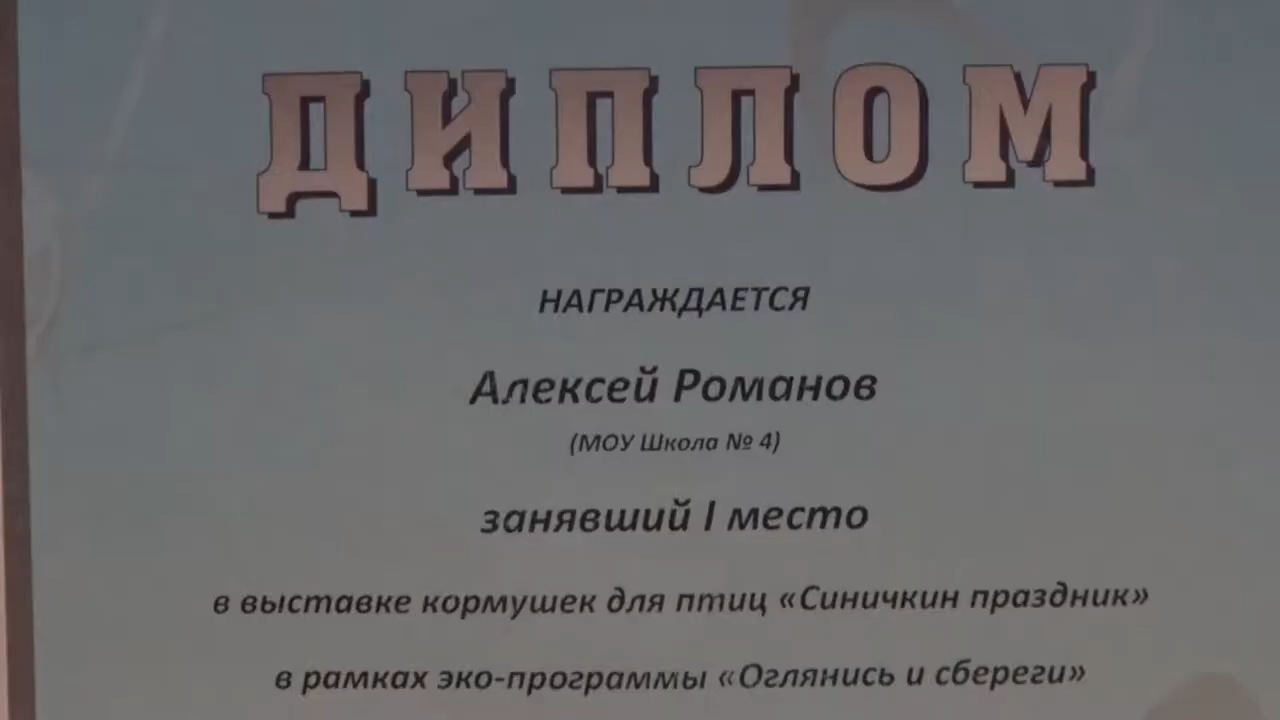 ДИПЛОМ
НАГРАЖДАЕТСЯ
Алексей Романов
(МОУ Школа № 4)
занявший I место
в выставке кормушек для птиц «Синичкин праздник»
в рамках эко-программы «Оглянись и сбереги»